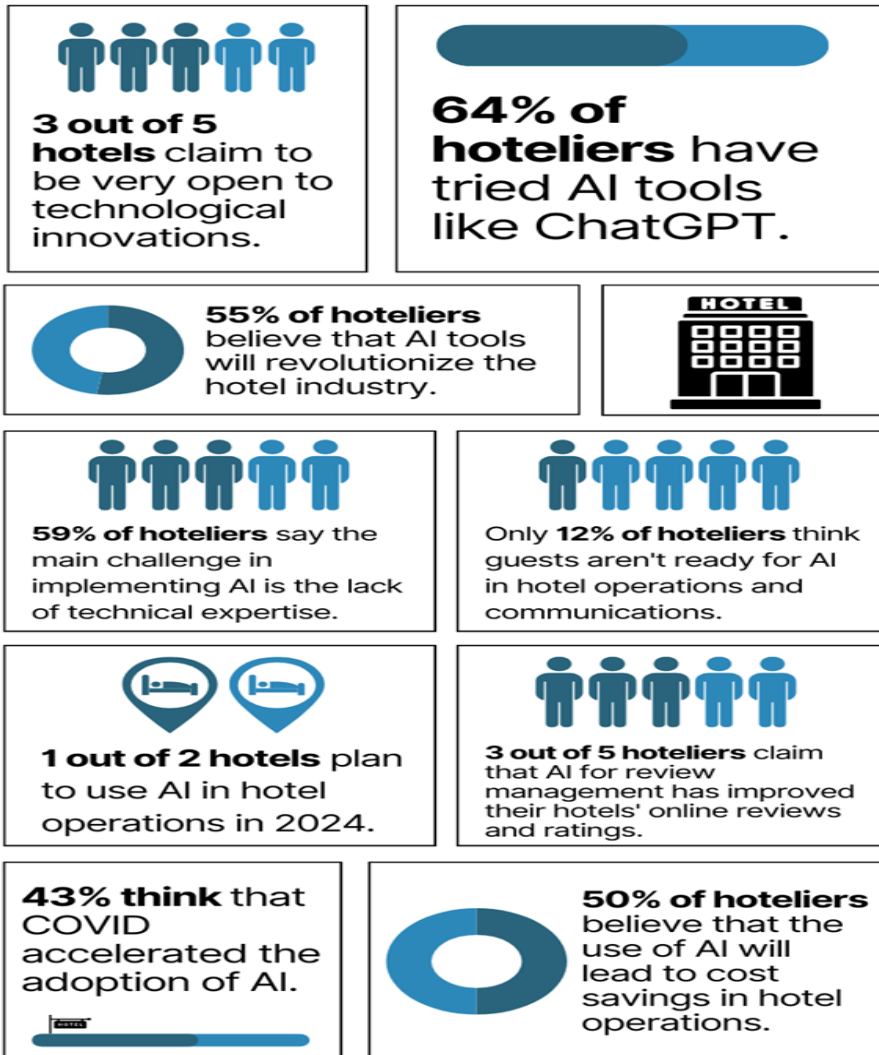 3 out of 5
hotels claim to
be very open to
technological
innovations.
64% of
hoteliers have
tried AI tools
like ChatGPT.
55% of hoteliers
believe that AI tools
will revolutionize the
hotel industry.
HOTEL
59% of hoteliers say the
main challenge in
implementing AI is the lack
of technical expertise.
Only 12% of hoteliers think
guests aren't ready for AI
in hotel operations and
communications.
1 out of 2 hotels plan
to use AI in hotel
operations in 2024.
3 out of 5 hoteliers claim
that AI for review
management has improved
their hotels' online reviews
and ratings.
43% think that
COVID
accelerated the
adoption of AI.
HOTEL
50% of hoteliers
believe that the
use of AI will
lead to cost
savings in hotel
operations.